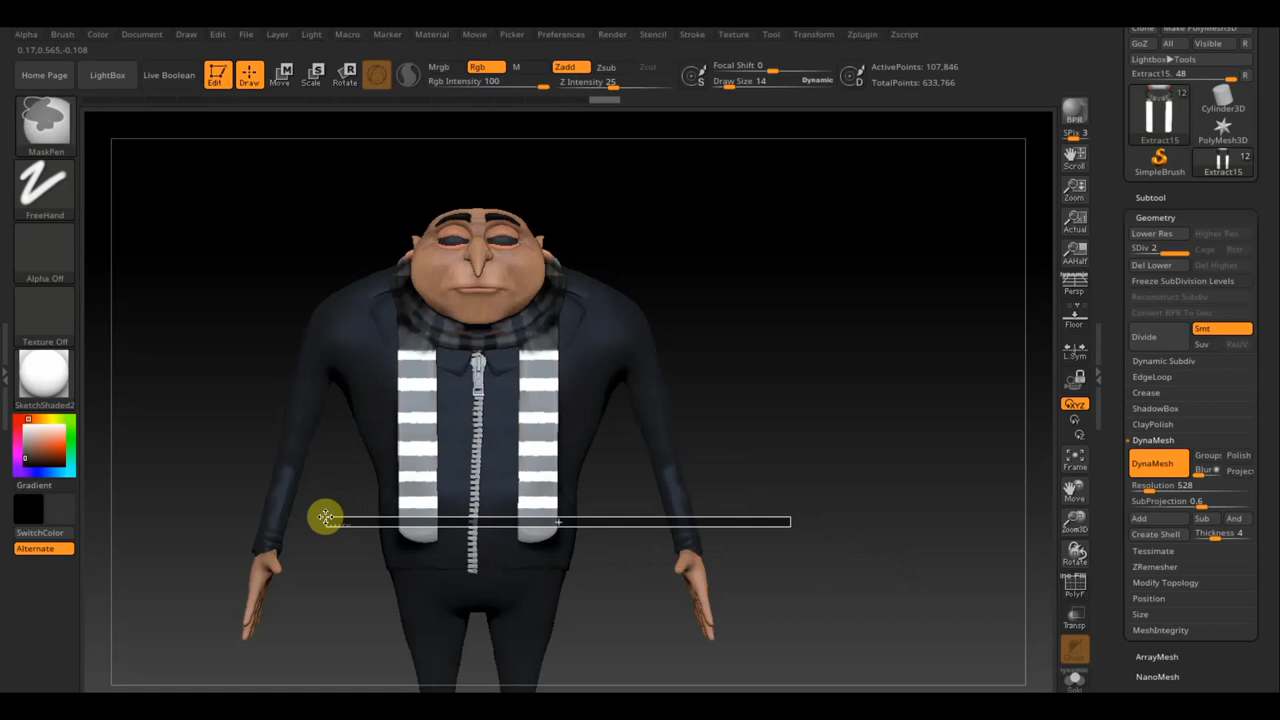 Alpha Brush Color Document Draw Edit File Layer Light Macro Marker Material Movie Picker Preferences Render Stencil Stroke Texture Tool Transform Zplugin Zscript
0.17,0.565,-0.108
Home Page LightBox Live Boolean Edit Draw Move Scale Rotate
Mrgb Rgb M Zadd Zsub Zcut
Rgb Intensity 100 Z Intensity 25
Focal Shift 0
Draw Size 14 Dynamic
ActivePoints: 107,846
TotalPoints: 633,766
MaskPen
FreeHand
Alpha Off
Texture Off
SketchShaded2
Gradient
SwitchColor
Alternate
BPR
SPix 3
Scroll
Zoom
Actual
AAHalf
Persp
Floor
L.Sym
XYZ
Frame
Move
Zoom3D
Rotate
PolyF
Transp
Solo
Clone Make PolyMesh3D
GoZ All Visible R
Lightbox▶Tools
Extract15. 48 R
12
Cylinder3D
Extract15 PolyMesh3D
12
SimpleBrush Extract15
Subtool
Geometry
Lower Res Higher Res
SDiv 2 Cage Rstr
Del Lower Del Higher
Freeze SubDivision Levels
Reconstruct Subdiv
Convert BPR To Geo
Divide Smt
Suv ReUV
Dynamic Subdiv
EdgeLoop
Crease
ShadowBox
ClayPolish
DynaMesh
DynaMesh Groups Polish
Blur Project
Resolution 528
SubProjection 0.6
Add Sub And
Create Shell Thickness 4
Tessimate
ZRemesher
Modify Topology
Position
Size
MeshIntegrity
ArrayMesh
NanoMesh